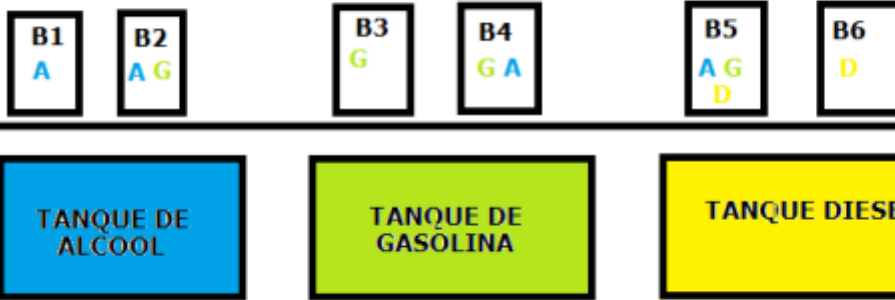 B1
A
B2
A G
B3
G
B4
G A
B5
A G
D
B6
D
TANQUE DE
ALCOOL
TANQUE DE
GASOLINA
TANQUE DIESE